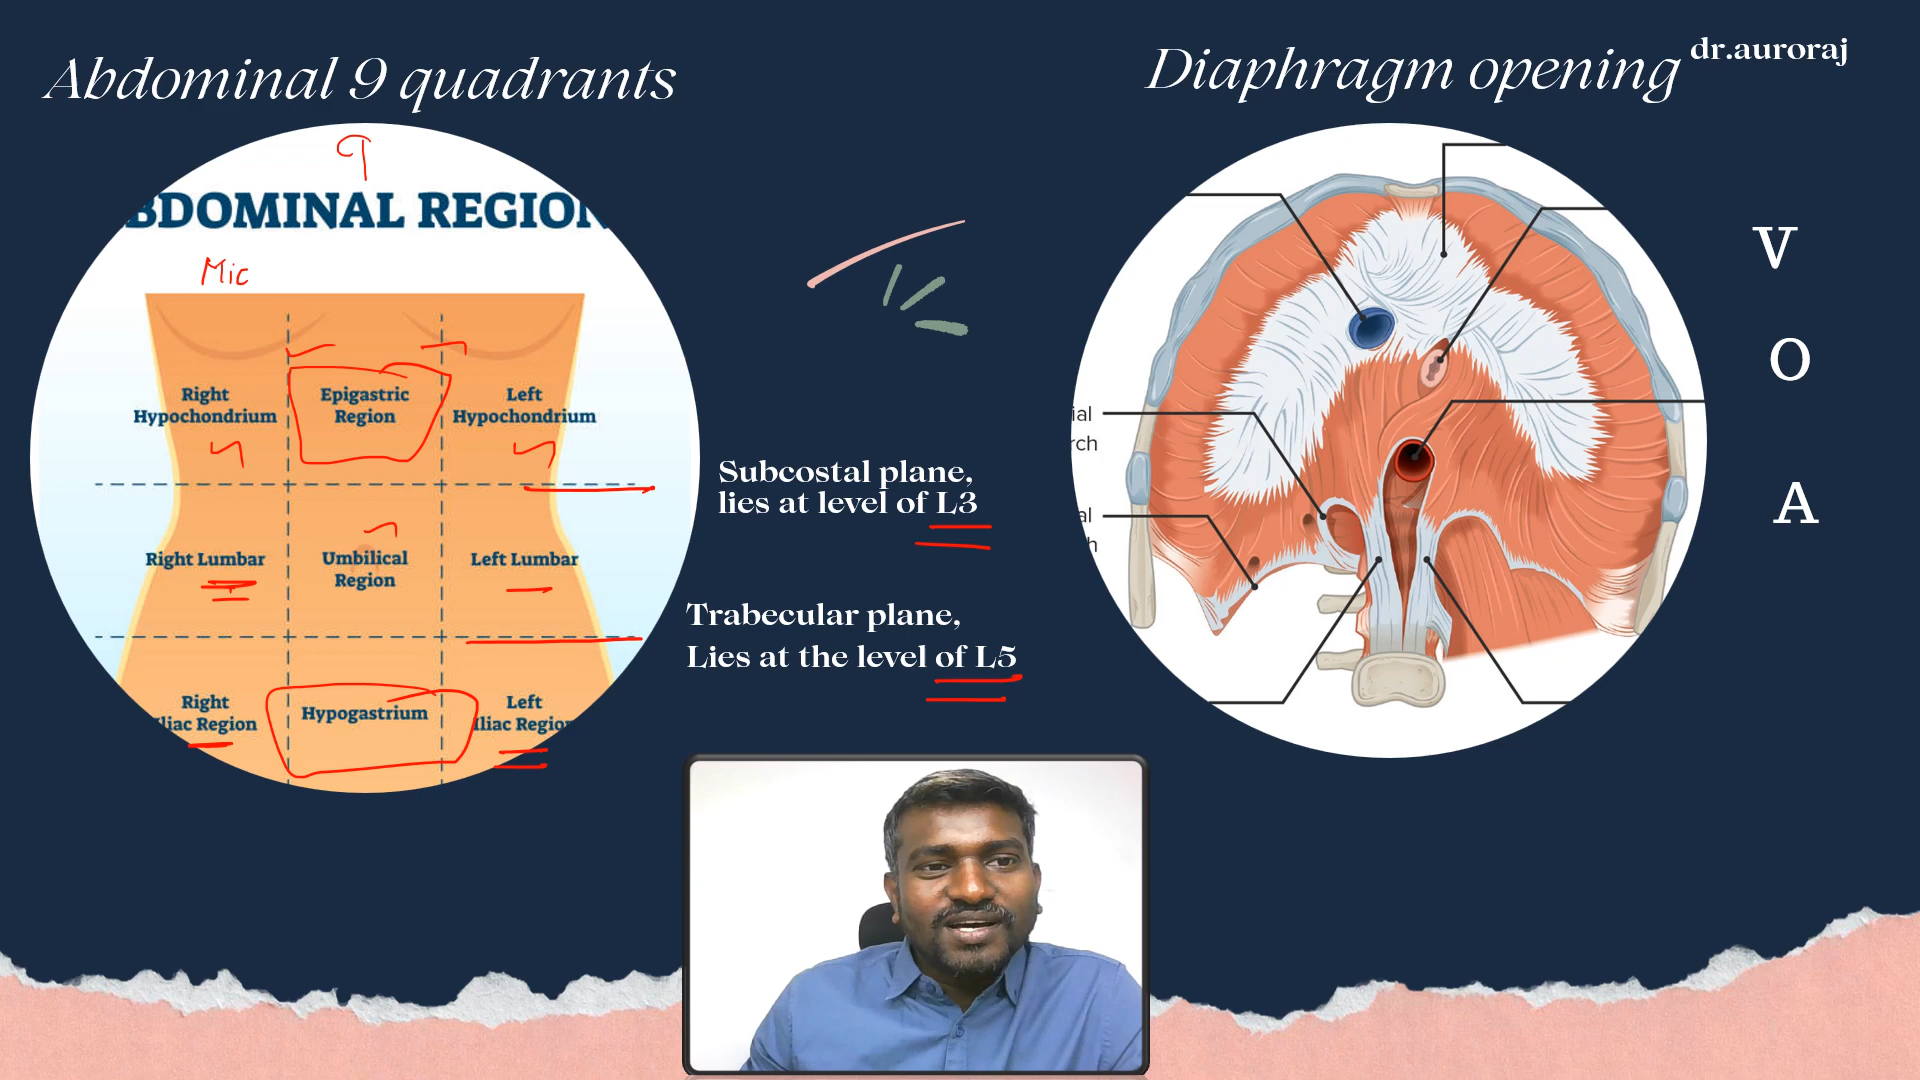 Abdominal 9 quadrants
Diaphragm opening
dr.auroraj
9
BDOMINAL REGION
Mic
Right
Hypochondrium
Epigastric
Region
Left
Hypochondrium
Right Lumbar
Umbilical
Region
Left Lumbar
Right
Iliac Region
Hypogastrium
Left
Iliac Region
Subcostal plane,
lies at level of L3
Trabecular plane,
Lies at the level of L5
ial
rch
al
h
V
O
A